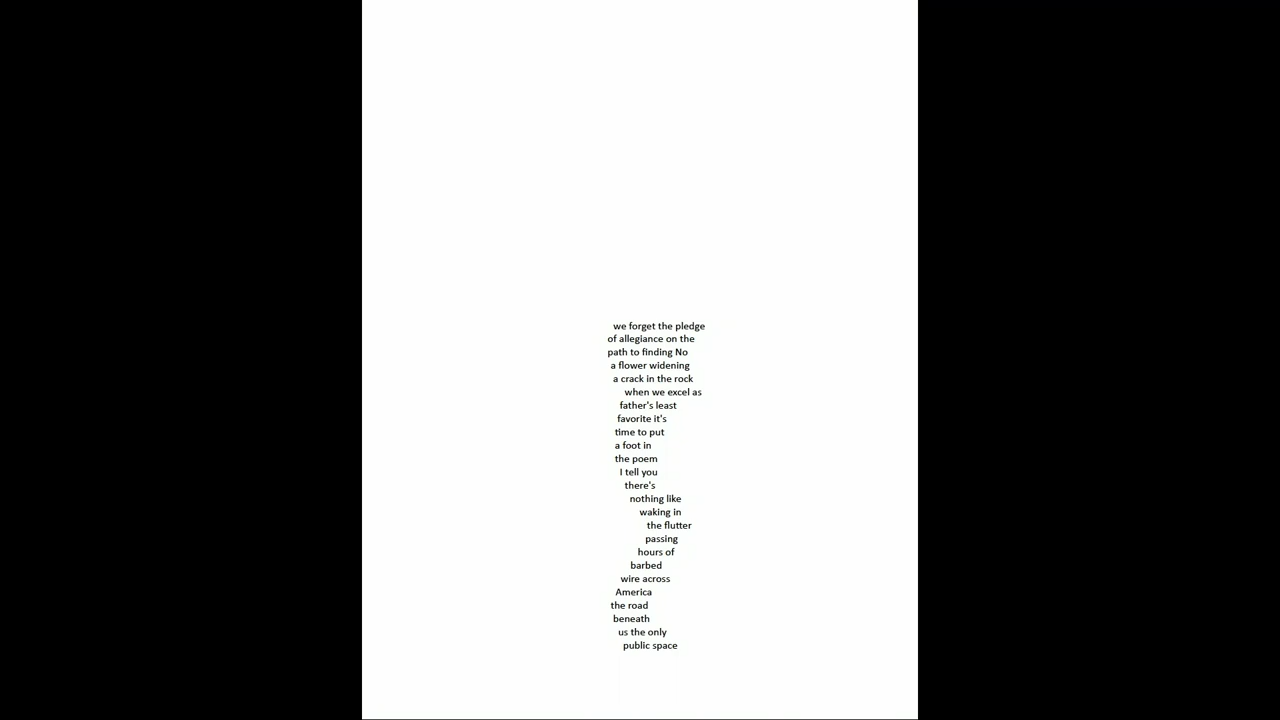 we forget the pledge
of allegiance on the
path to finding No
a flower widening
a crack in the rock
when we excel as
father's least
favorite it's
time to put
a foot in
the poem
I tell you
there's
nothing like
waking in
the flutter
passing
hours of
barbed
wire across
America
the road
beneath
us the only
public space